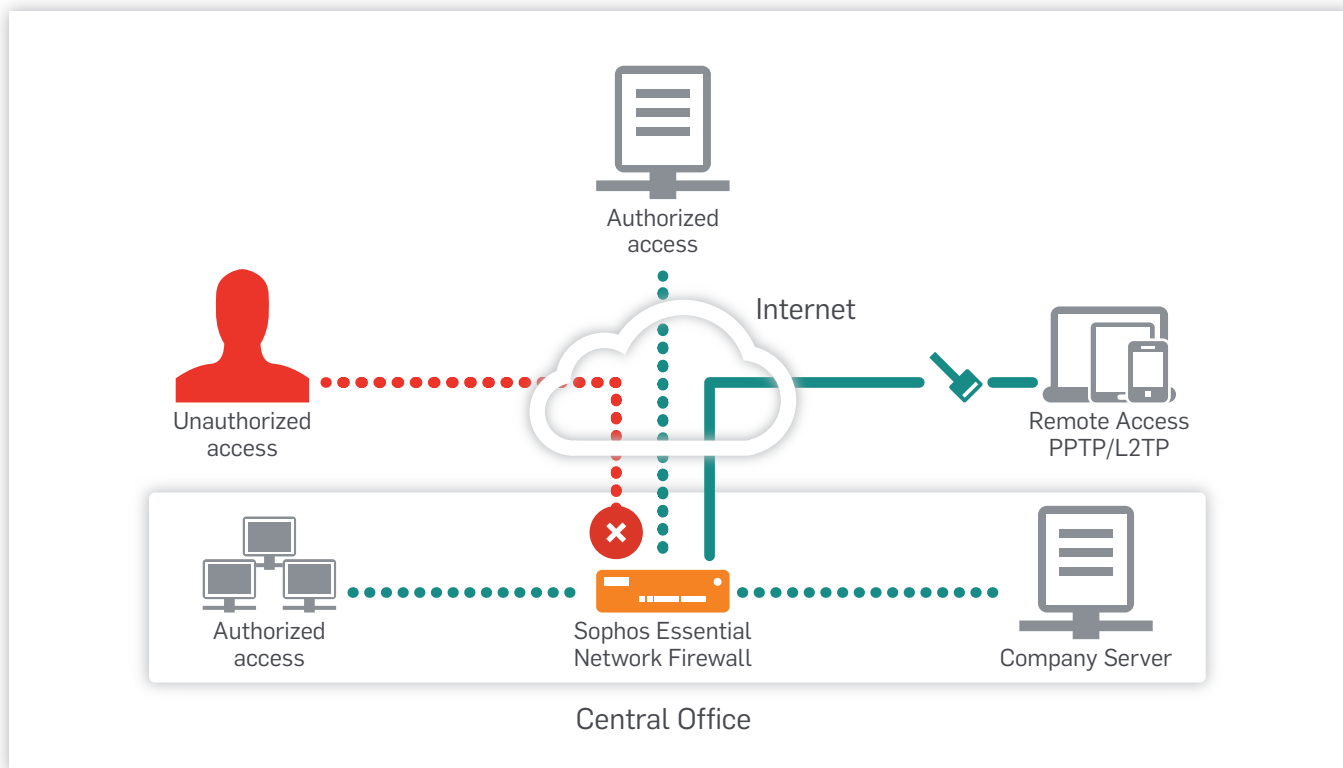 Authorized
access
Internet
Unauthorized
access
Remote Access
PPTP/L2TP
Authorized
access
Sophos Essential
Network Firewall
Company Server
Central Office